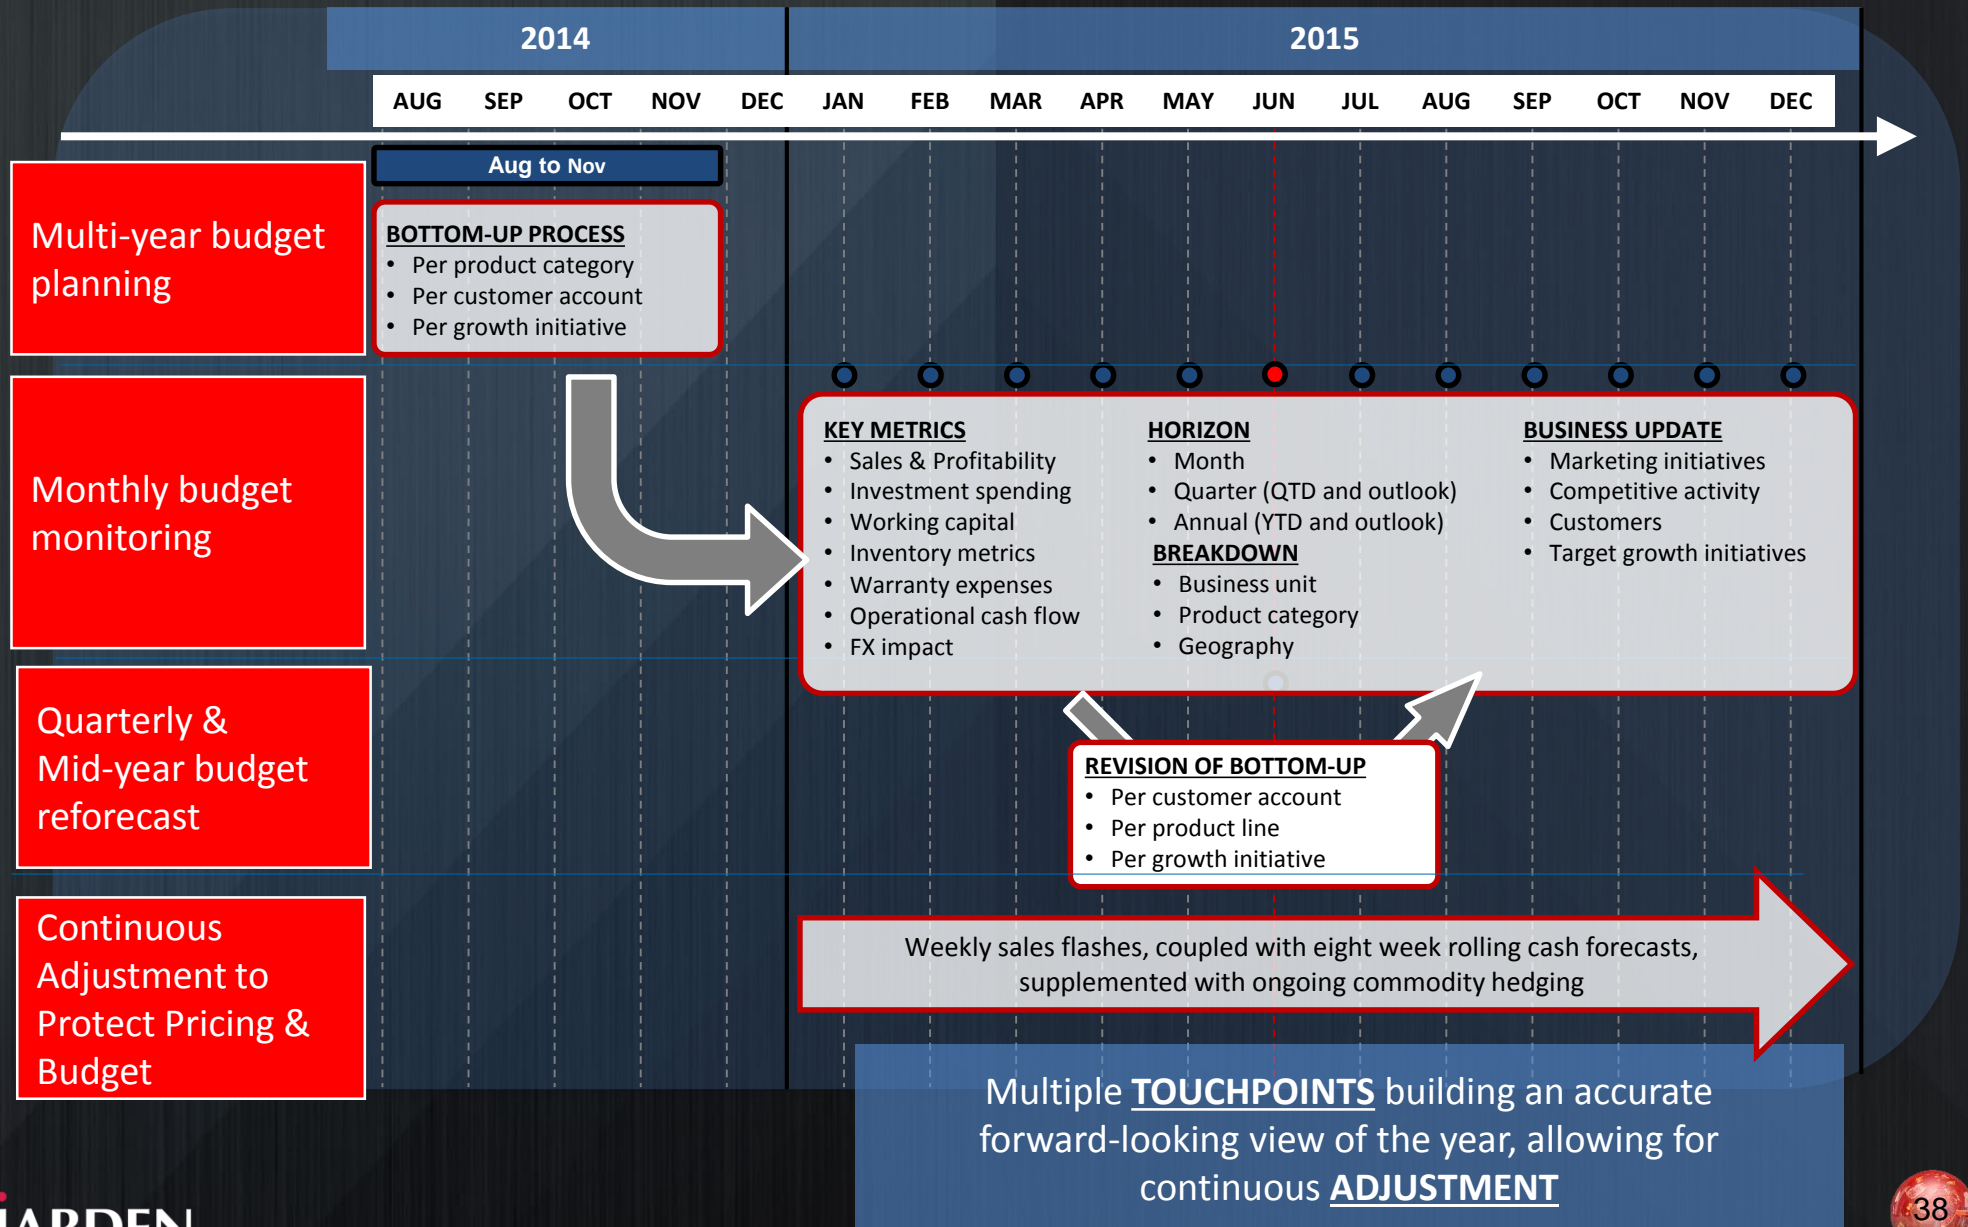 2014
2015
AUG SEP OCT NOV DEC JAN FEB MAR APR MAY JUN JUL AUG SEP OCT NOV DEC
Aug to Nov
Multi-year budget
planning
BOTTOM-UP PROCESS
• Per product category
• Per customer account
• Per growth initiative
Monthly budget
monitoring
KEY METRICS
• Sales & Profitability
• Investment spending
• Working capital
• Inventory metrics
• Warranty expenses
• Operational cash flow
• FX impact
HORIZON
• Month
• Quarter (QTD and outlook)
• Annual (YTD and outlook)
BREAKDOWN
• Business unit
• Product category
• Geography
BUSINESS UPDATE
• Marketing initiatives
• Competitive activity
• Customers
• Target growth initiatives
Quarterly &
Mid-year budget
reforecast
REVISION OF BOTTOM-UP
• Per customer account
• Per product line
• Per growth initiative
Continuous
Adjustment to
Protect Pricing &
Budget
Weekly sales flashes, coupled with eight week rolling cash forecasts,
supplemented with ongoing commodity hedging
Multiple TOUCHPOINTS building an accurate
forward-looking view of the year, allowing for
continuous ADJUSTMENT
JARDEN
38